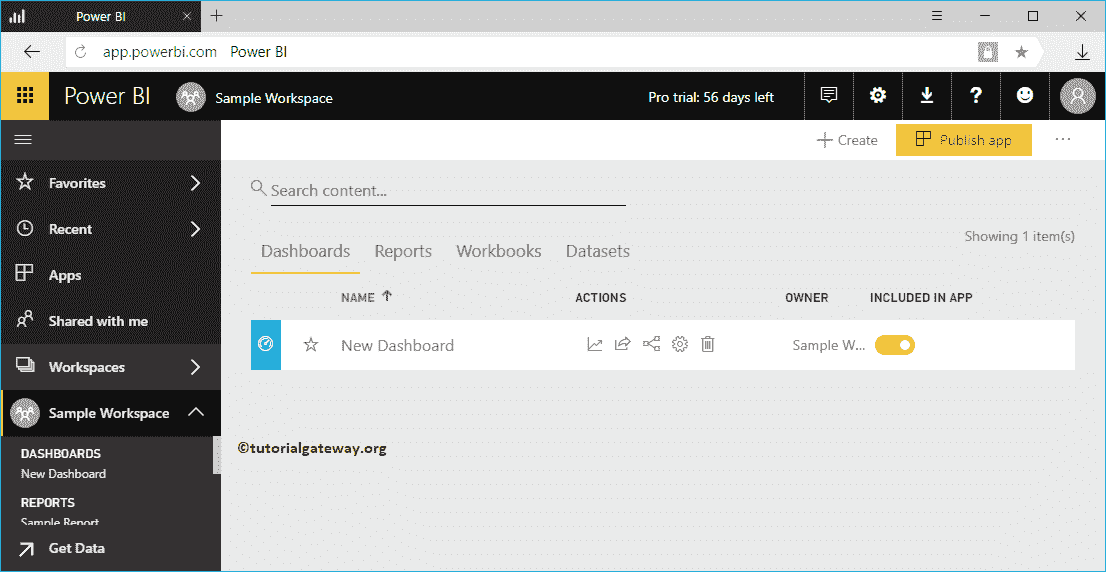 Power BI
app.powerbi.com Power BI
Power BI Sample Workspace Pro trial: 56 days left
Create Publish app
Favorites
Recent
Apps
Shared with me
Workspaces
Sample Workspace
DASHBOARDS
New Dashboard
REPORTS
Sample Report
Get Data
Search content...
Showing 1 item(s)
Dashboards Reports Workbooks Datasets
NAME ACTIONS OWNER INCLUDED IN APP
New Dashboard Sample W...
©tutorialgateway.org